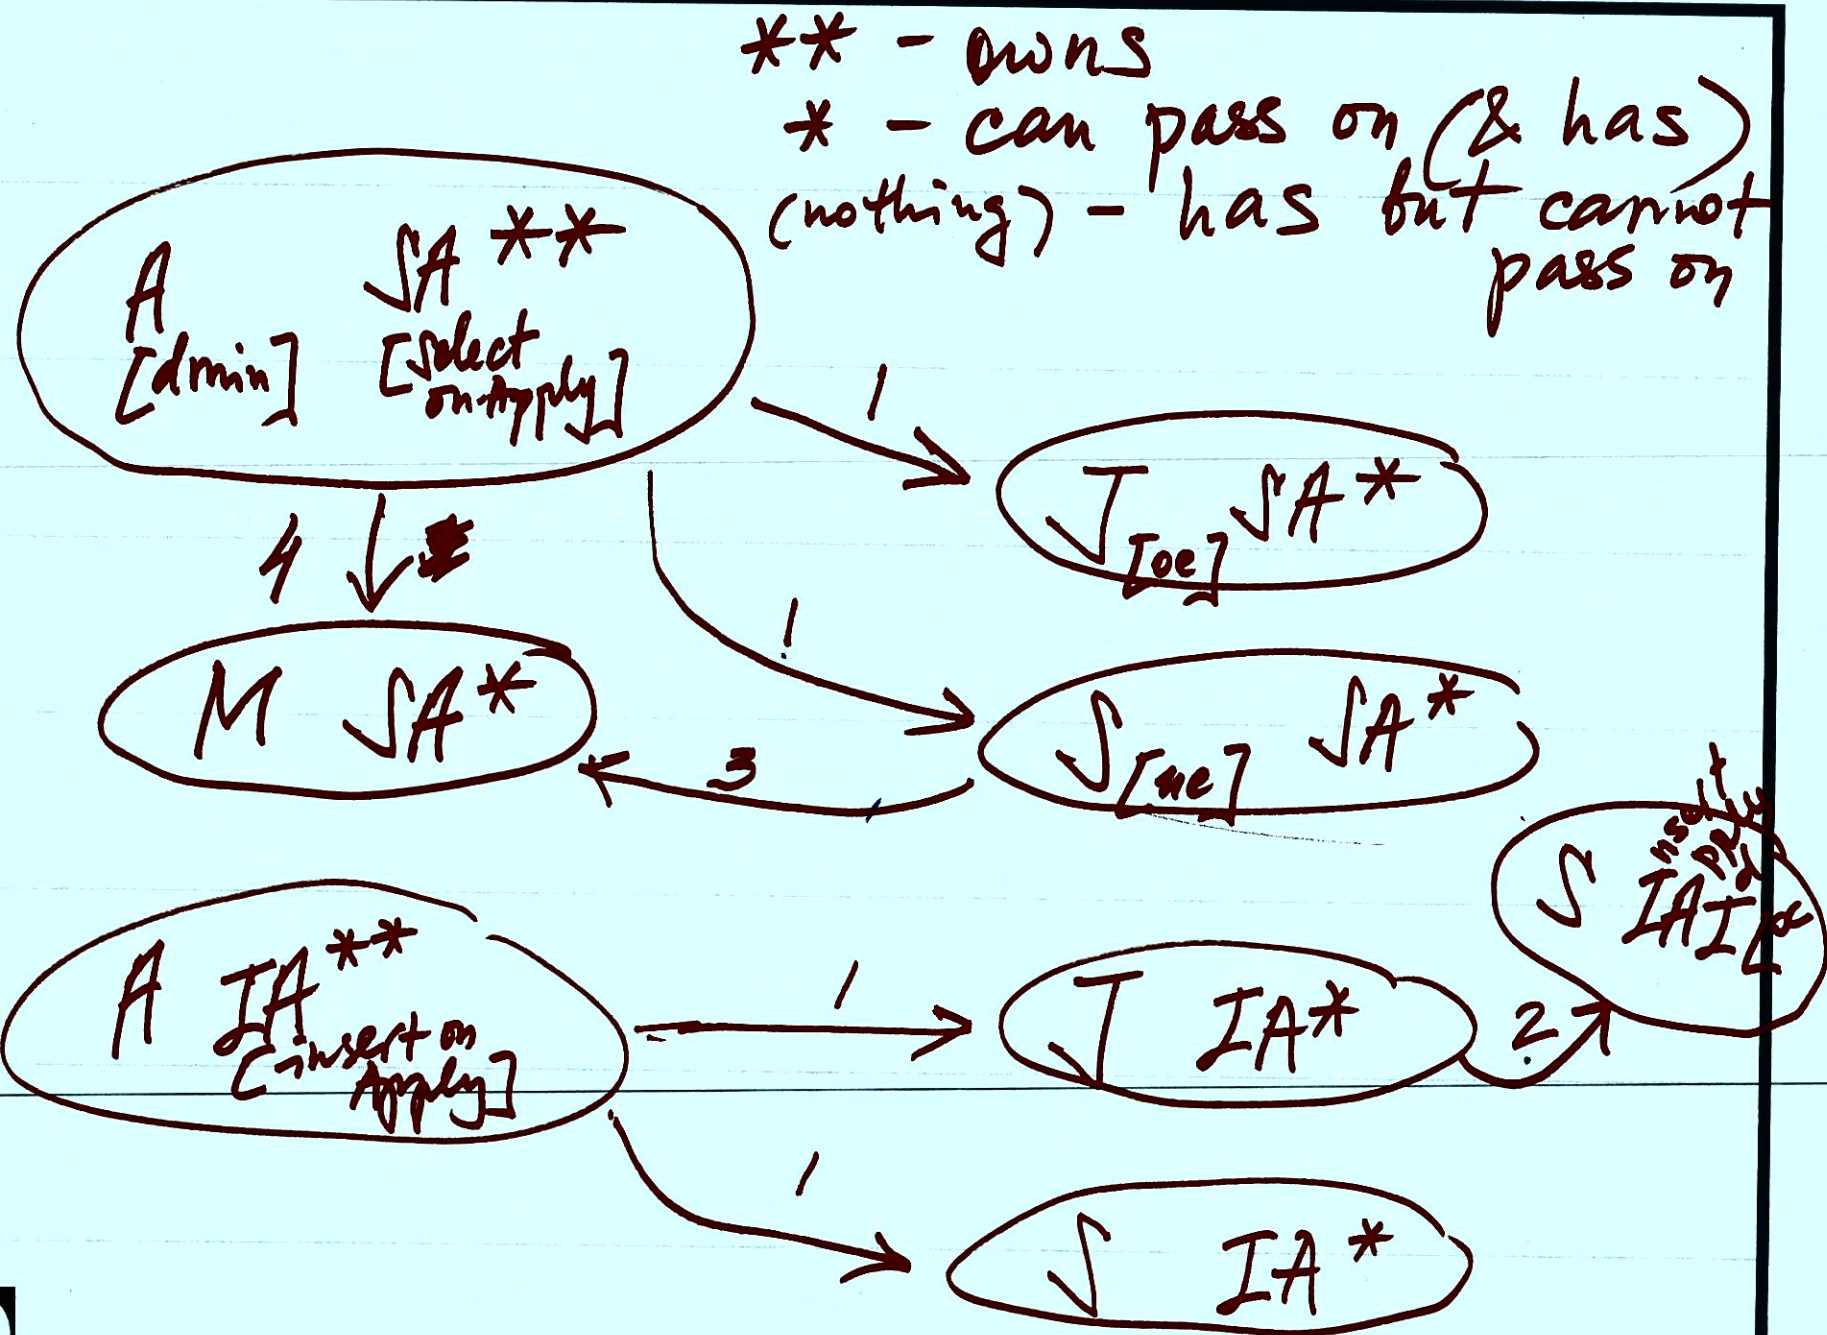 ** - owns
* - can pass on (& has)
(nothing) - has but cannot
pass on
A SA **
[dmin] [Select
on Apply]
1
J[oe] SA *
4
1
M SA *
3
S[ue] SA *
S IA I
A IA **
[insert on
Apply]
1
J IA *
2
1
S IA *